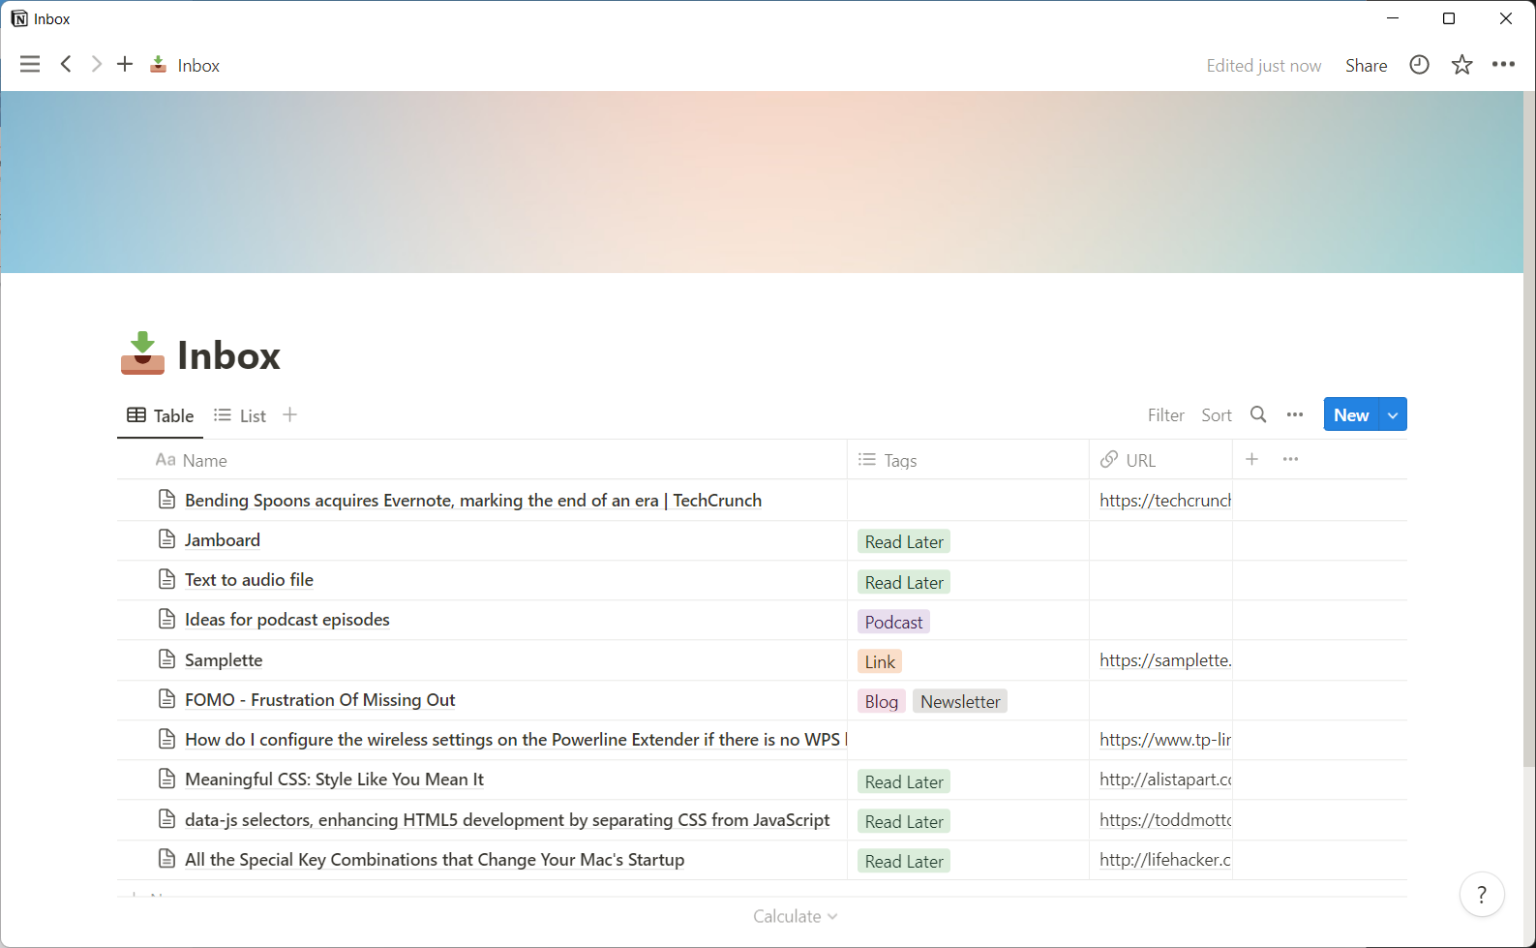 Inbox
Inbox Edited just now Share
Inbox
Table List Filter Sort New
Aa Name Tags URL
Bending Spoons acquires Evernote, marking the end of an era | TechCrunch https://techcrunch
Jamboard Read Later
Text to audio file Read Later
Ideas for podcast episodes Podcast
Samplette Link https://samplette.
FOMO - Frustration Of Missing Out Blog Newsletter
How do I configure the wireless settings on the Powerline Extender if there is no WPS https://www.tp-lin
Meaningful CSS: Style Like You Mean It Read Later http://alistapart.co
data-js selectors, enhancing HTML5 development by separating CSS from JavaScript Read Later https://toddmotto
All the Special Key Combinations that Change Your Mac's Startup Read Later http://lifehacker.c
Calculate
?